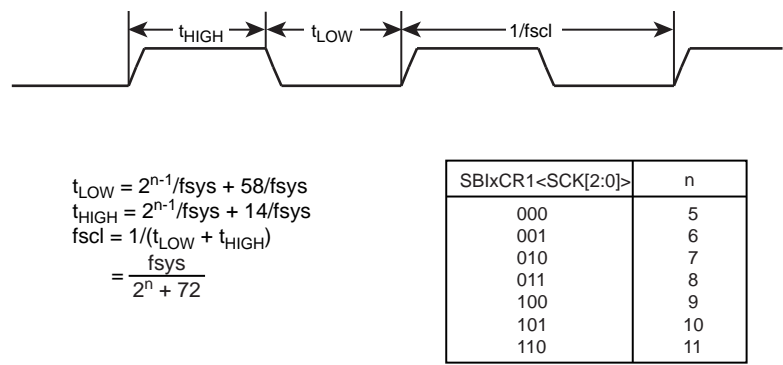 tHIGH tLOW 1/fscl
tLOW = 2n-1/fsys + 58/fsys
tHIGH = 2n-1/fsys + 14/fsys
fscl = 1/(tLOW + tHIGH)
= fsys
2n + 72
SBIxCR1<SCK[2:0]> n
000 5
001 6
010 7
011 8
100 9
101 10
110 11